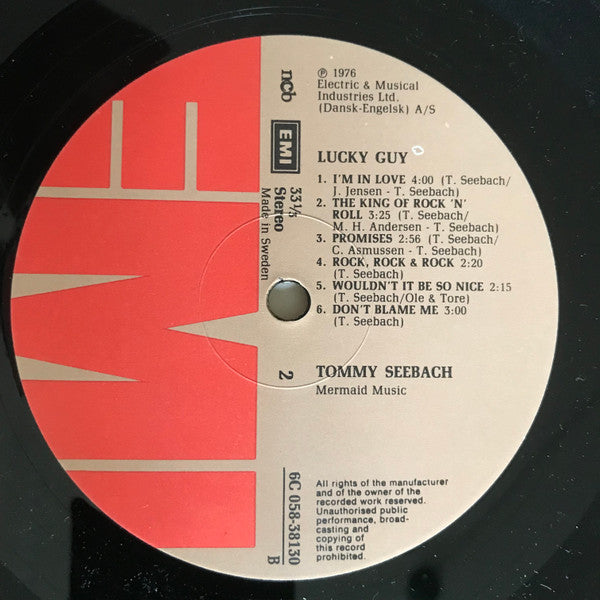 ℗ 1976
Electric & Musical
Industries Ltd.
(Dansk-Engelsk) A/S
LUCKY GUY
1. I'M IN LOVE 4:00 (T. Seebach/
J. Jensen - T. Seebach)
2. THE KING OF ROCK 'N'
ROLL 3:25 (T. Seebach/
M. H. Andersen - T. Seebach)
3. PROMISES 2:56 (T. Seebach/
C. Asmussen - T. Seebach)
4. ROCK, ROCK & ROCK 2:20
(T. Seebach)
5. WOULDN'T IT BE SO NICE 2:15
(T. Seebach/Ole & Tore)
6. DON'T BLAME ME 3:00
(T. Seebach)
TOMMY SEEBACH
Mermaid Music
All rights of the manufacturer
and of the owner of the
recorded work reserved.
Unauthorised public
performance, broad-
casting and
copying of
this record
prohibited.
ncb
EMI
33⅓
Stereo
Made in Sweden
2
6C 058-38130
B
EMI